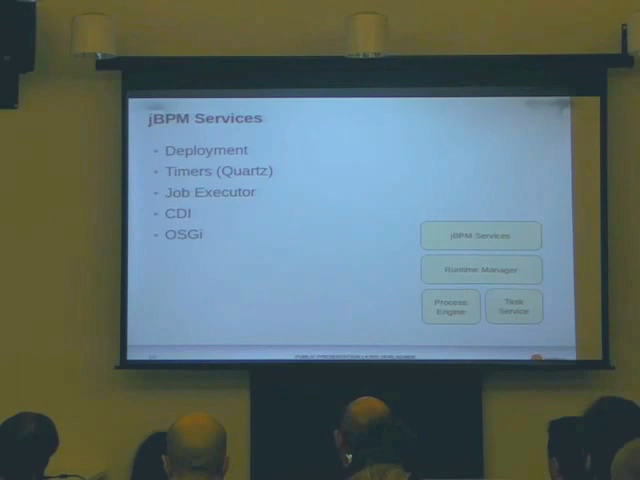 jBPM Services
Deployment
Timers (Quartz)
Job Executor
CDI
OSGi
jBPM Services
Runtime Manager
Process
Engine
Task
Service